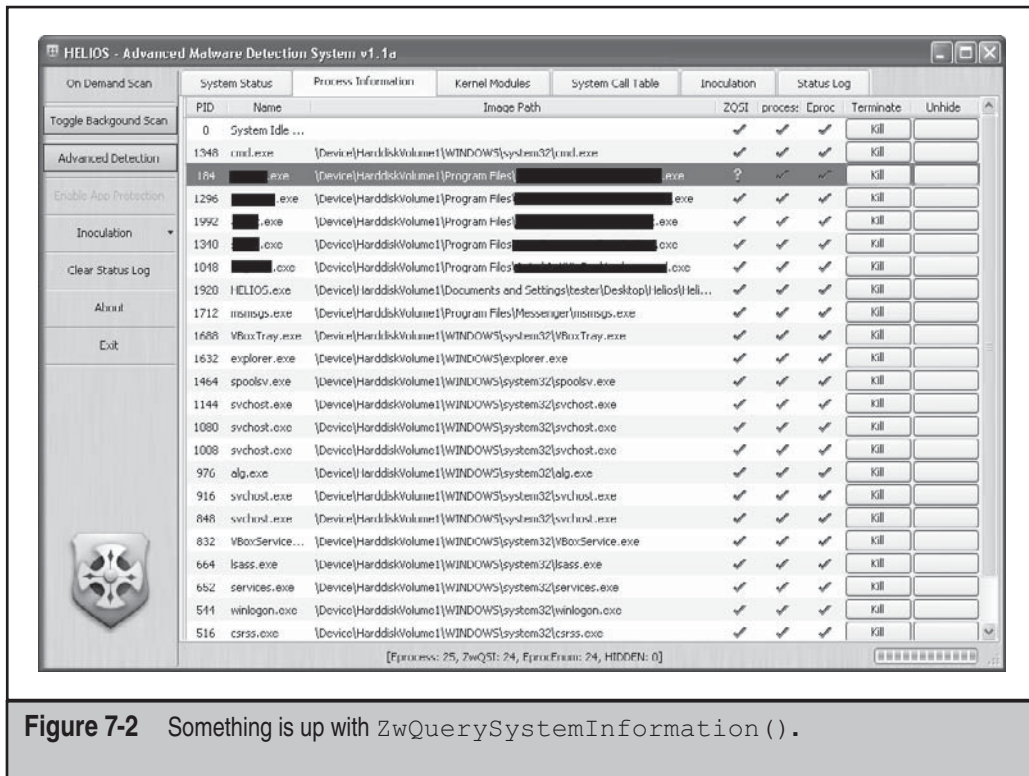 HELIOS - Advanced Malware Detection System v1.1a
On Demand Scan
Toggle Backgound Scan
Advanced Detection
Enable App Protection
Inoculation
Clear Status Log
About
Exit
System Status Process Information Kernel Modules System Call Table Inoculation Status Log
PID Name Image Path ZQSI process Eproc Terminate Unhide
0 System Idle ... Kill
1348 cmd.exe \Device\HarddiskVolume1\WINDOWS\system32\cmd.exe Kill
184 .exe \Device\HarddiskVolume1\Program Files\ .exe ? Kill
1296 .exe \Device\HarddiskVolume1\Program Files\ .exe Kill
1992 .exe \Device\HarddiskVolume1\Program Files\ .exe Kill
1340 .exe \Device\HarddiskVolume1\Program Files\ .exe Kill
1048 .exe \Device\HarddiskVolume1\Program Files\ .exe Kill
1920 HELIOS.exe \Device\HarddiskVolume1\Documents and Settings\tester\Desktop\Helios\Heli... Kill
1712 msmsgs.exe \Device\HarddiskVolume1\Program Files\Messenger\msmsgs.exe Kill
1688 VBoxTray.exe \Device\HarddiskVolume1\WINDOWS\system32\VBoxTray.exe Kill
1632 explorer.exe \Device\HarddiskVolume1\WINDOWS\explorer.exe Kill
1464 spoolsv.exe \Device\HarddiskVolume1\WINDOWS\system32\spoolsv.exe Kill
1144 svchost.exe \Device\HarddiskVolume1\WINDOWS\system32\svchost.exe Kill
1080 svchost.exe \Device\HarddiskVolume1\WINDOWS\system32\svchost.exe Kill
1008 svchost.exe \Device\HarddiskVolume1\WINDOWS\system32\svchost.exe Kill
976 alg.exe \Device\HarddiskVolume1\WINDOWS\system32\alg.exe Kill
916 svchost.exe \Device\HarddiskVolume1\WINDOWS\system32\svchost.exe Kill
848 svchost.exe \Device\HarddiskVolume1\WINDOWS\system32\svchost.exe Kill
832 VBoxService... \Device\HarddiskVolume1\WINDOWS\system32\VBoxService.exe Kill
664 lsass.exe \Device\HarddiskVolume1\WINDOWS\system32\lsass.exe Kill
652 services.exe \Device\HarddiskVolume1\WINDOWS\system32\services.exe Kill
544 winlogon.exe \Device\HarddiskVolume1\WINDOWS\system32\winlogon.exe Kill
516 csrss.exe \Device\HarddiskVolume1\WINDOWS\system32\csrss.exe Kill
[Eprocess: 25, ZwQSI: 24, EprocEnum: 24, HIDDEN: 0]
Figure 7-2 Something is up with ZwQuerySystemInformation().